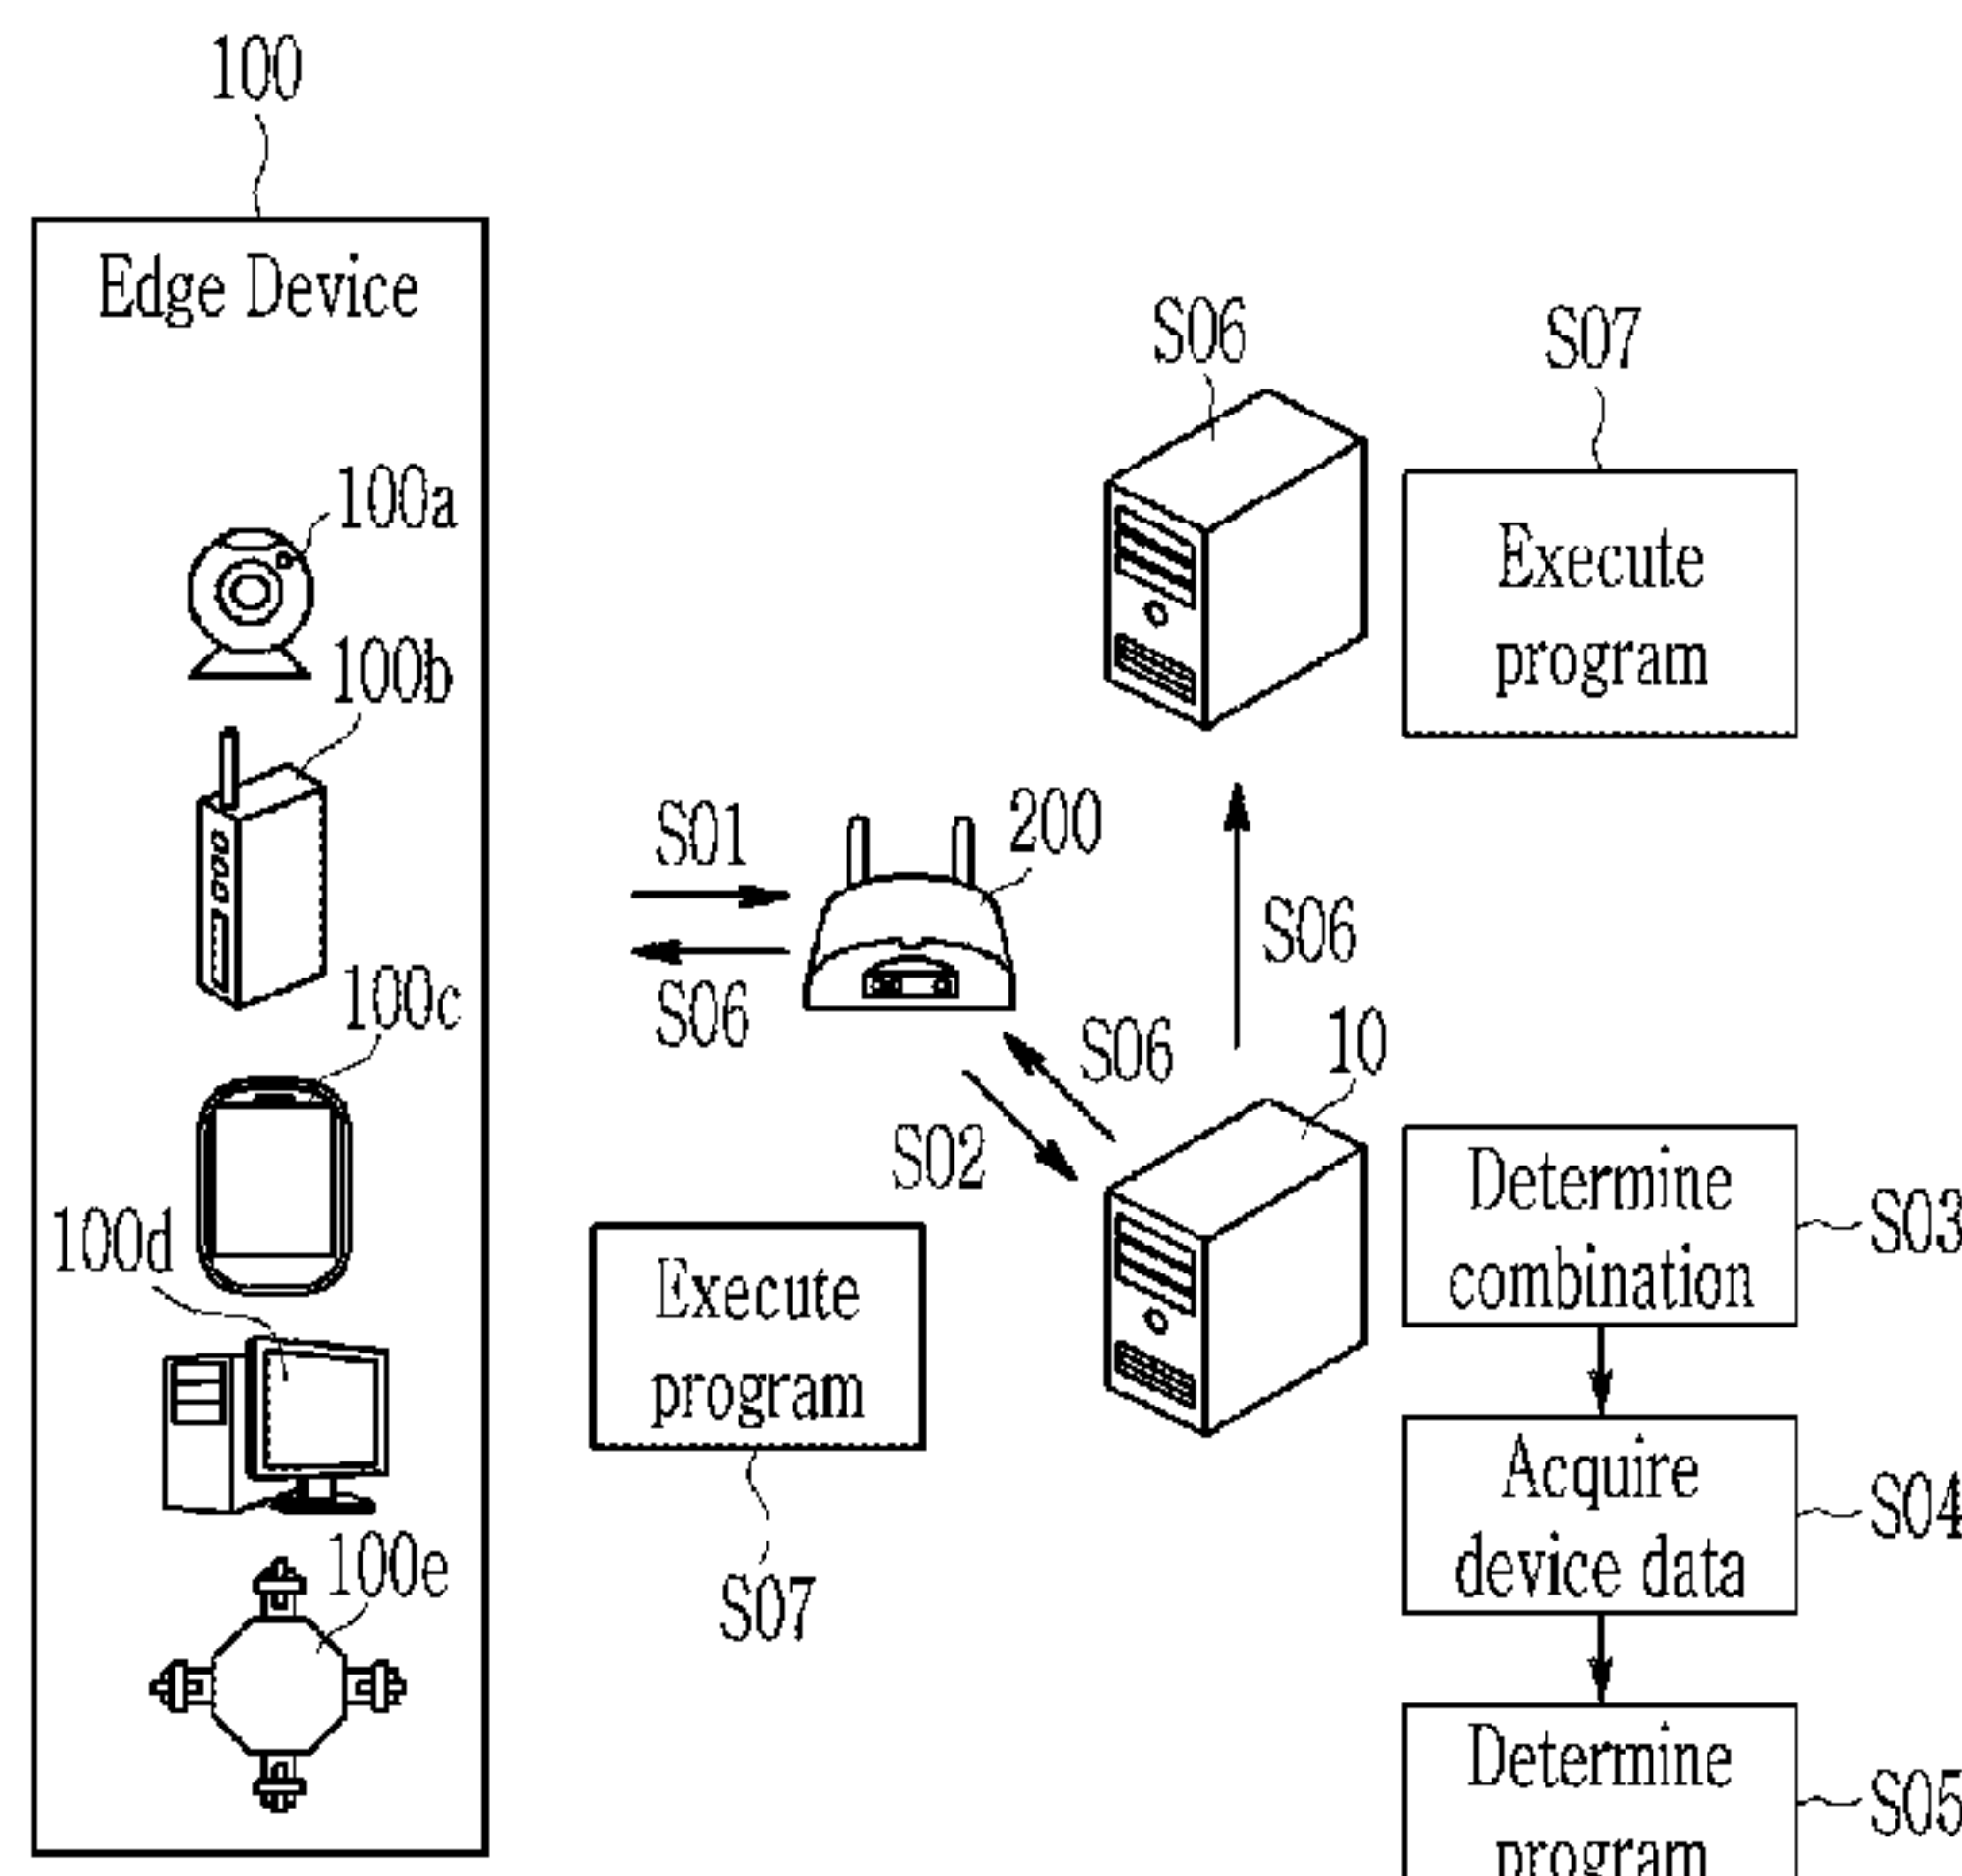 100
Edge Device
100a
100b
100c
100d
100e
S01
S06
200
S06
S02
S06
10
S06
S07
Execute
program
Execute
program
S07
Determine
combination
S03
Acquire
device data
S04
Determine
program
S05